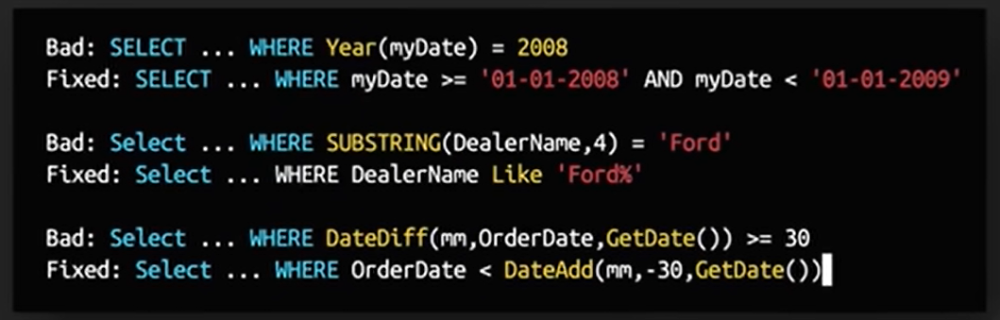 Bad: SELECT ... WHERE Year(myDate) = 2008
Fixed: SELECT ... WHERE myDate >= '01-01-2008' AND myDate < '01-01-2009'
Bad: Select ... WHERE SUBSTRING(DealerName,4) = 'Ford'
Fixed: Select ... WHERE DealerName Like 'Ford%'
Bad: Select ... WHERE DateDiff(mm,OrderDate,GetDate()) >= 30
Fixed: Select ... WHERE OrderDate < DateAdd(mm,-30,GetDate())